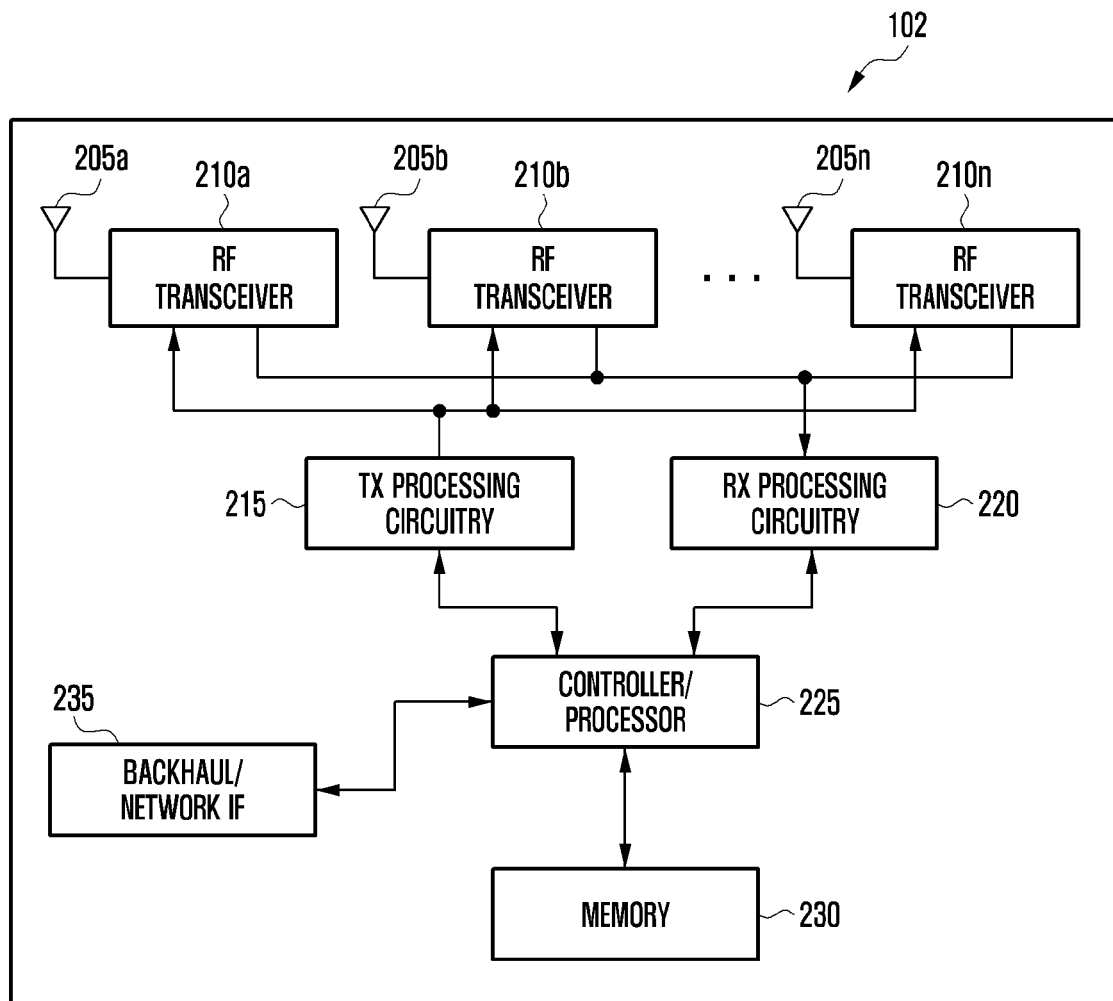 102
205a
210a
205b
210b
205n
210n
RF
TRANSCEIVER
RF
TRANSCEIVER
. . .
RF
TRANSCEIVER
215
TX PROCESSING
CIRCUITRY
RX PROCESSING
CIRCUITRY
220
CONTROLLER/
PROCESSOR
225
235
BACKHAUL/
NETWORK IF
MEMORY
230